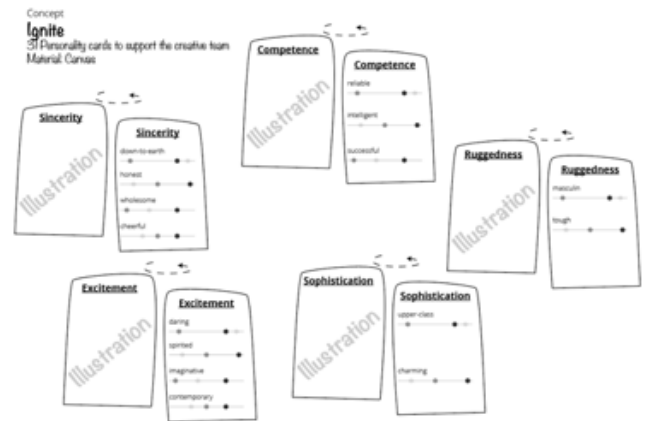 Concept
Ignite
31 Personality cards to support the creative team
Material: Canvas
Competence
Illustration
Competence
reliable
intelligent
successful
Sincerity
Illustration
Sincerity
down-to-earth
honest
wholesome
cheerful
Ruggedness
Illustration
Ruggedness
masculin
tough
Excitement
Illustration
Excitement
daring
spirited
imaginative
contemporary
Sophistication
Illustration
Sophistication
upper-class
charming